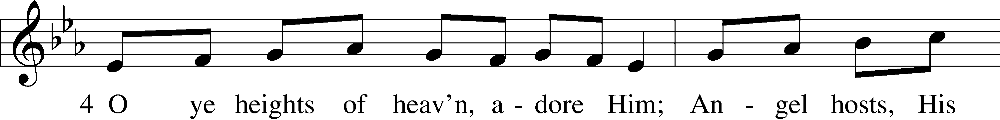 4 O ye heights of heav’n, a - dore Him; An - gel hosts, His